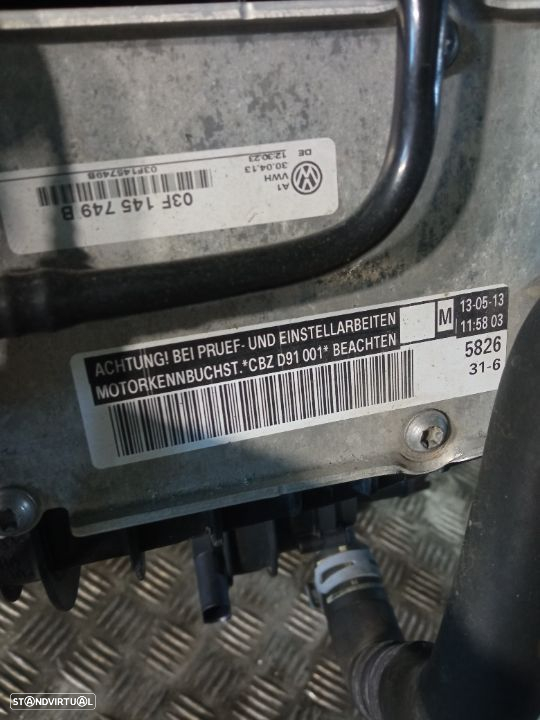 A1
VWH
30.04.13
12:30:23
DE
03F145749B
03F 145 749 B
ACHTUNG! BEI PRUEF- UND EINSTELLARBEITEN
MOTORKENNBUCHST.*CBZ D91 001* BEACHTEN
M
13-05-13
11:58 03
5826
31-6
STANDVIRTUAL